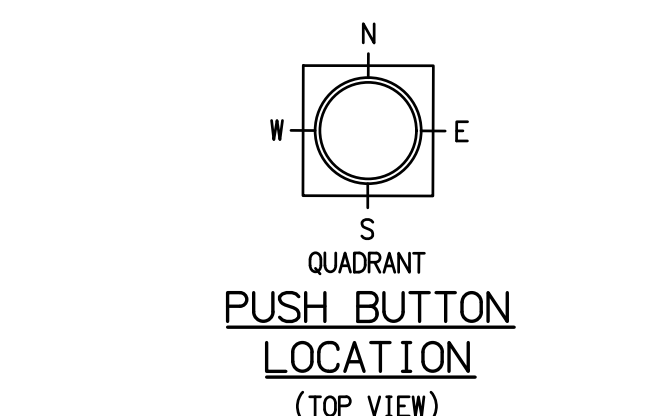 N
W E
S
QUADRANT
PUSH BUTTON
LOCATION
(TOP VIEW)